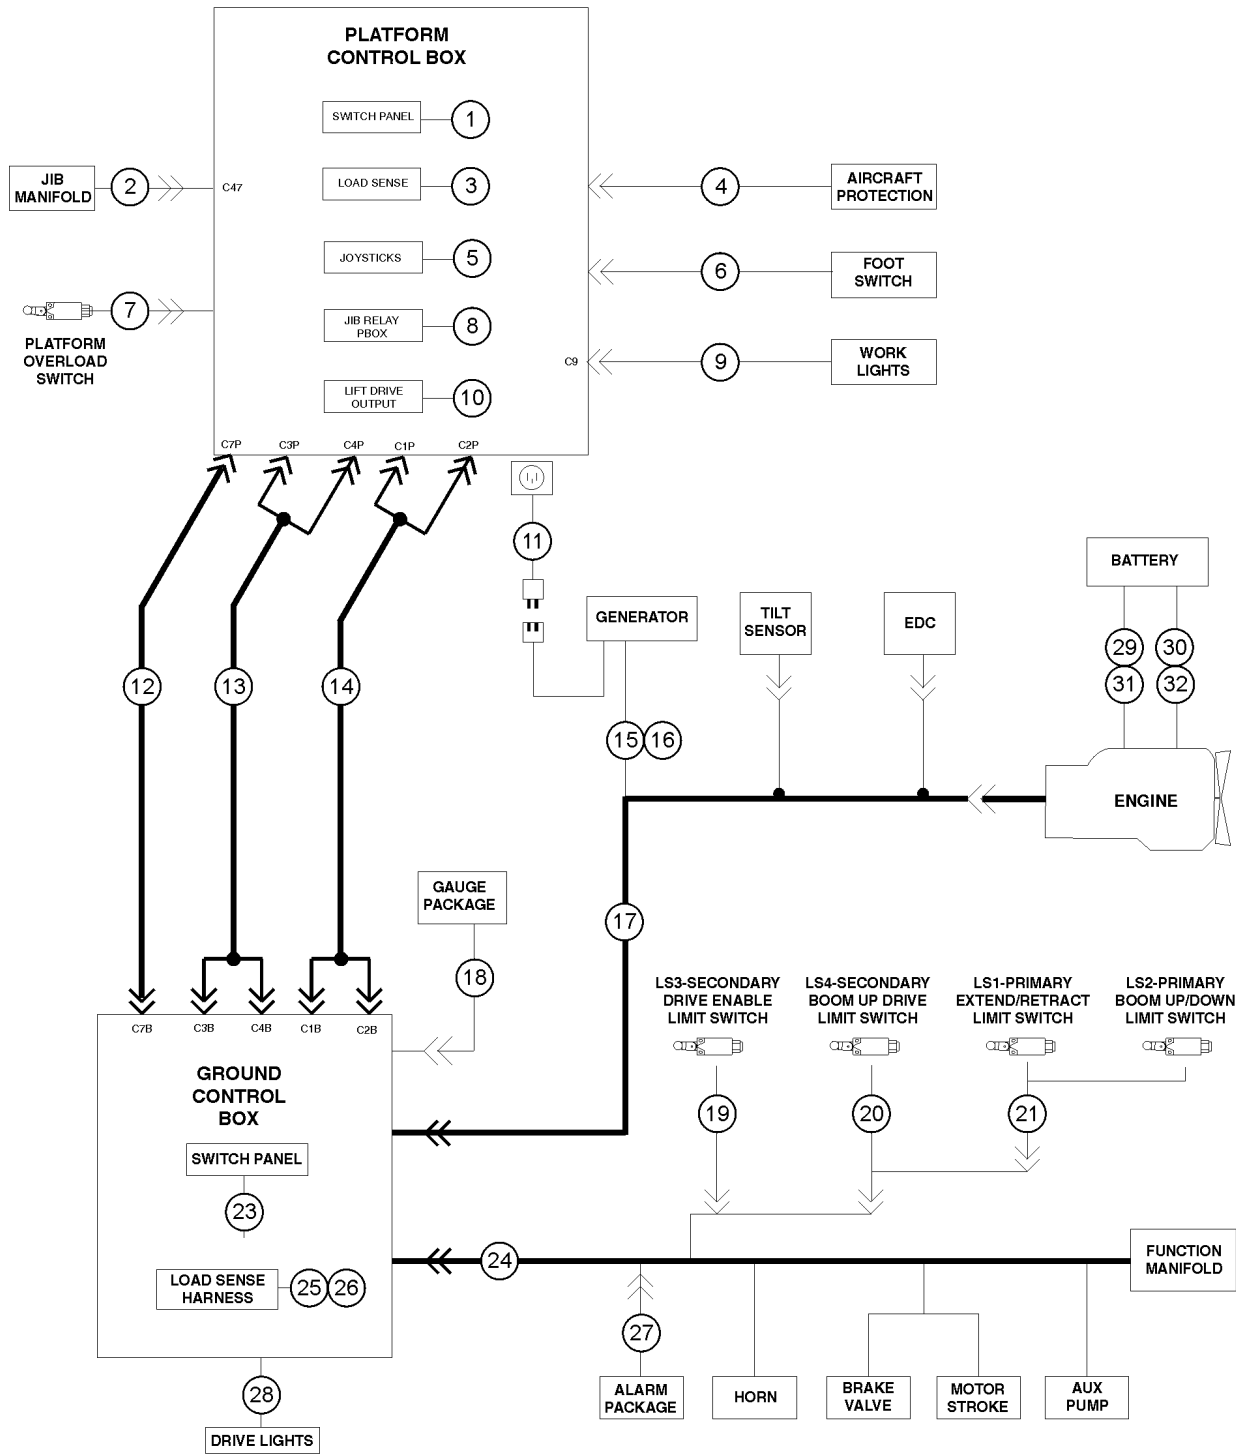 PLATFORM
CONTROL BOX
SWITCH PANEL
1
JIB
MANIFOLD
2
C47
LOAD SENSE
3
4
AIRCRAFT
PROTECTION
JOYSTICKS
5
6
FOOT
SWITCH
7
PLATFORM
OVERLOAD
SWITCH
JIB RELAY
PBOX
8
C9
9
WORK
LIGHTS
LIFT DRIVE
OUTPUT
10
C7P
C3P
C4P
C1P
C2P
11
BATTERY
GENERATOR
TILT
SENSOR
EDC
29
30
31
32
12
13
14
15
16
ENGINE
GAUGE
PACKAGE
17
18
LS3-SECONDARY
DRIVE ENABLE
LIMIT SWITCH
LS4-SECONDARY
BOOM UP DRIVE
LIMIT SWITCH
LS1-PRIMARY
EXTEND/RETRACT
LIMIT SWITCH
LS2-PRIMARY
BOOM UP/DOWN
LIMIT SWITCH
C7B
C3B
C4B
C1B
C2B
GROUND
CONTROL
BOX
19
20
21
SWITCH PANEL
23
24
FUNCTION
MANIFOLD
LOAD SENSE
HARNESS
25
26
27
28
ALARM
PACKAGE
HORN
BRAKE
VALVE
MOTOR
STROKE
AUX
PUMP
DRIVE LIGHTS